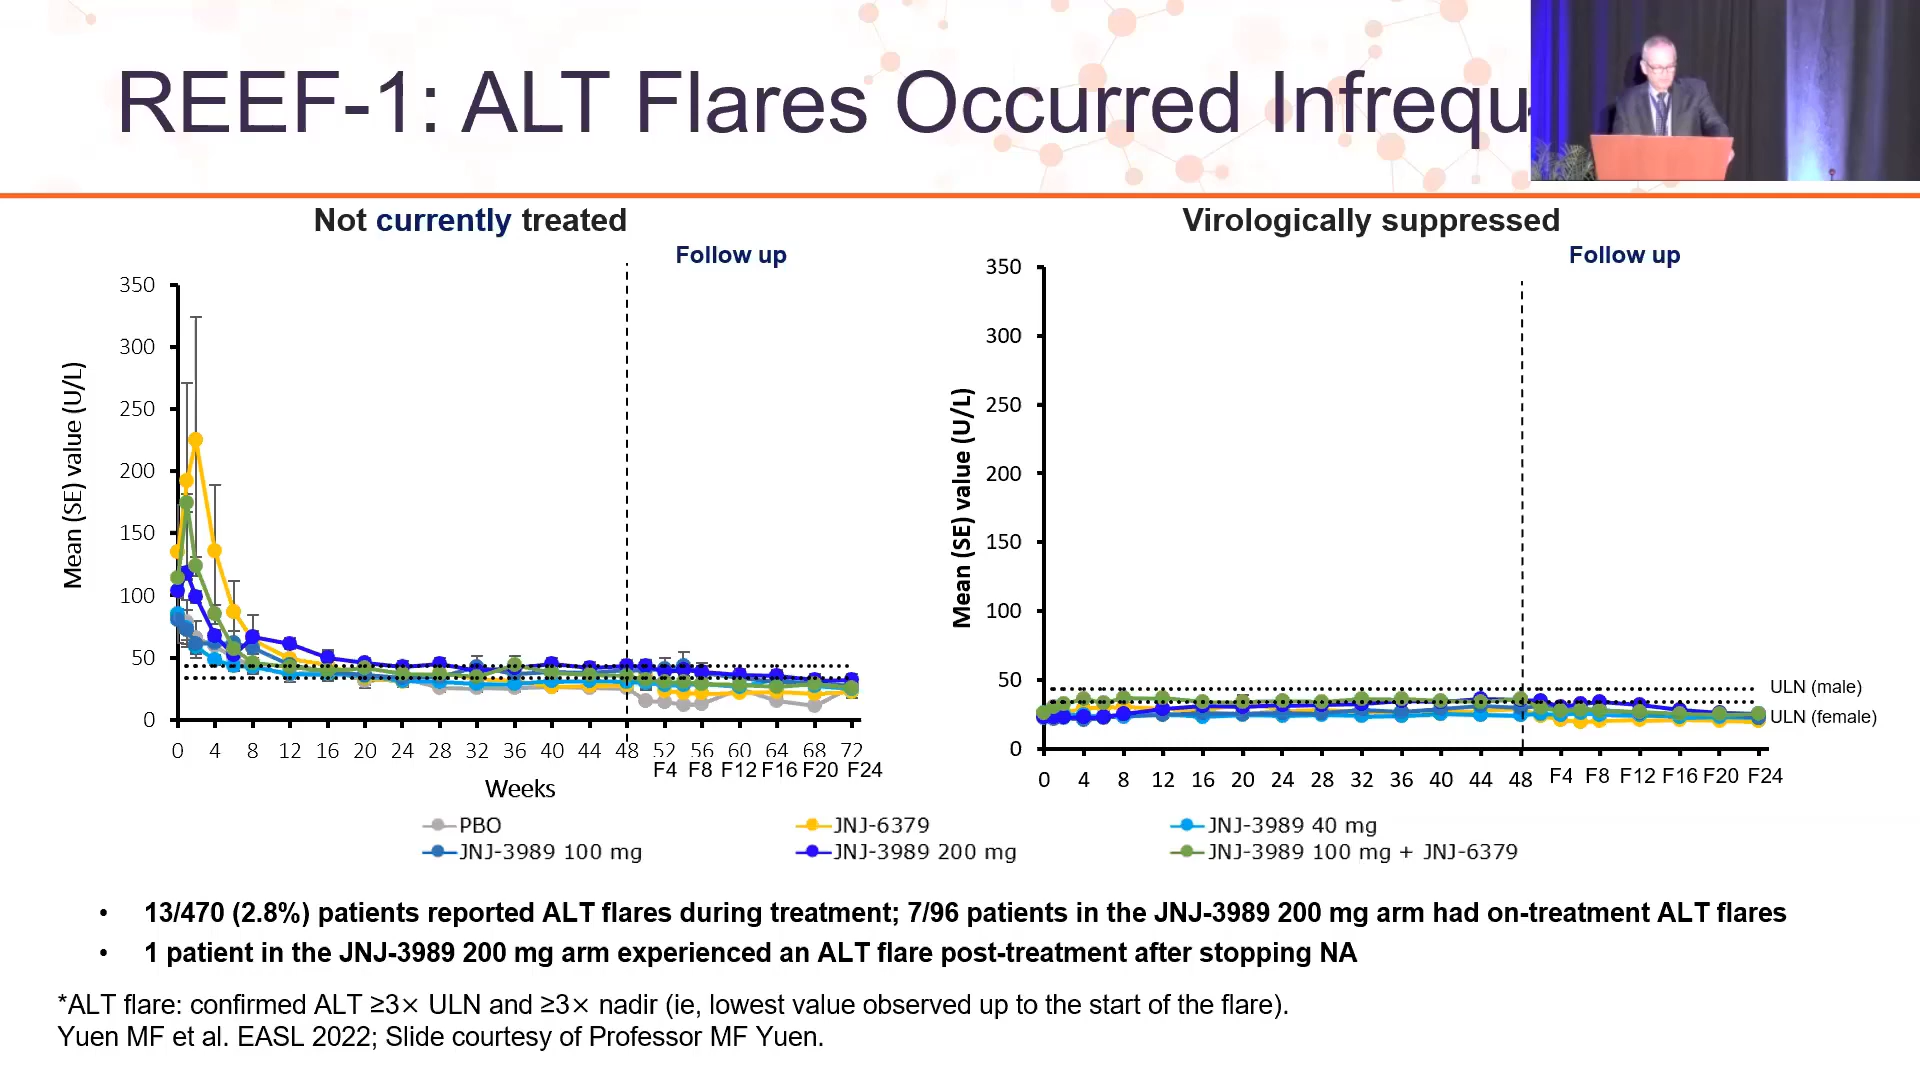 REEF-1: ALT Flares Occurred Infrequ
Not currently treated
Follow up
350
300
250
200
150
100
50
0
Mean (SE) value (U/L)
0 4 8 12 16 20 24 28 32 36 40 44 48 52 56 60 64 68 72
F4 F8 F12 F16 F20 F24
Weeks
Virologically suppressed
Follow up
350
300
250
200
150
100
50
0
Mean (SE) value (U/L)
ULN (male)
ULN (female)
0 4 8 12 16 20 24 28 32 36 40 44 48 F4 F8 F12 F16 F20 F24
PBO JNJ-6379 JNJ-3989 40 mg
JNJ-3989 100 mg JNJ-3989 200 mg JNJ-3989 100 mg + JNJ-6379
• 13/470 (2.8%) patients reported ALT flares during treatment; 7/96 patients in the JNJ-3989 200 mg arm had on-treatment ALT flares
• 1 patient in the JNJ-3989 200 mg arm experienced an ALT flare post-treatment after stopping NA
*ALT flare: confirmed ALT ≥3× ULN and ≥3× nadir (ie, lowest value observed up to the start of the flare).
Yuen MF et al. EASL 2022; Slide courtesy of Professor MF Yuen.